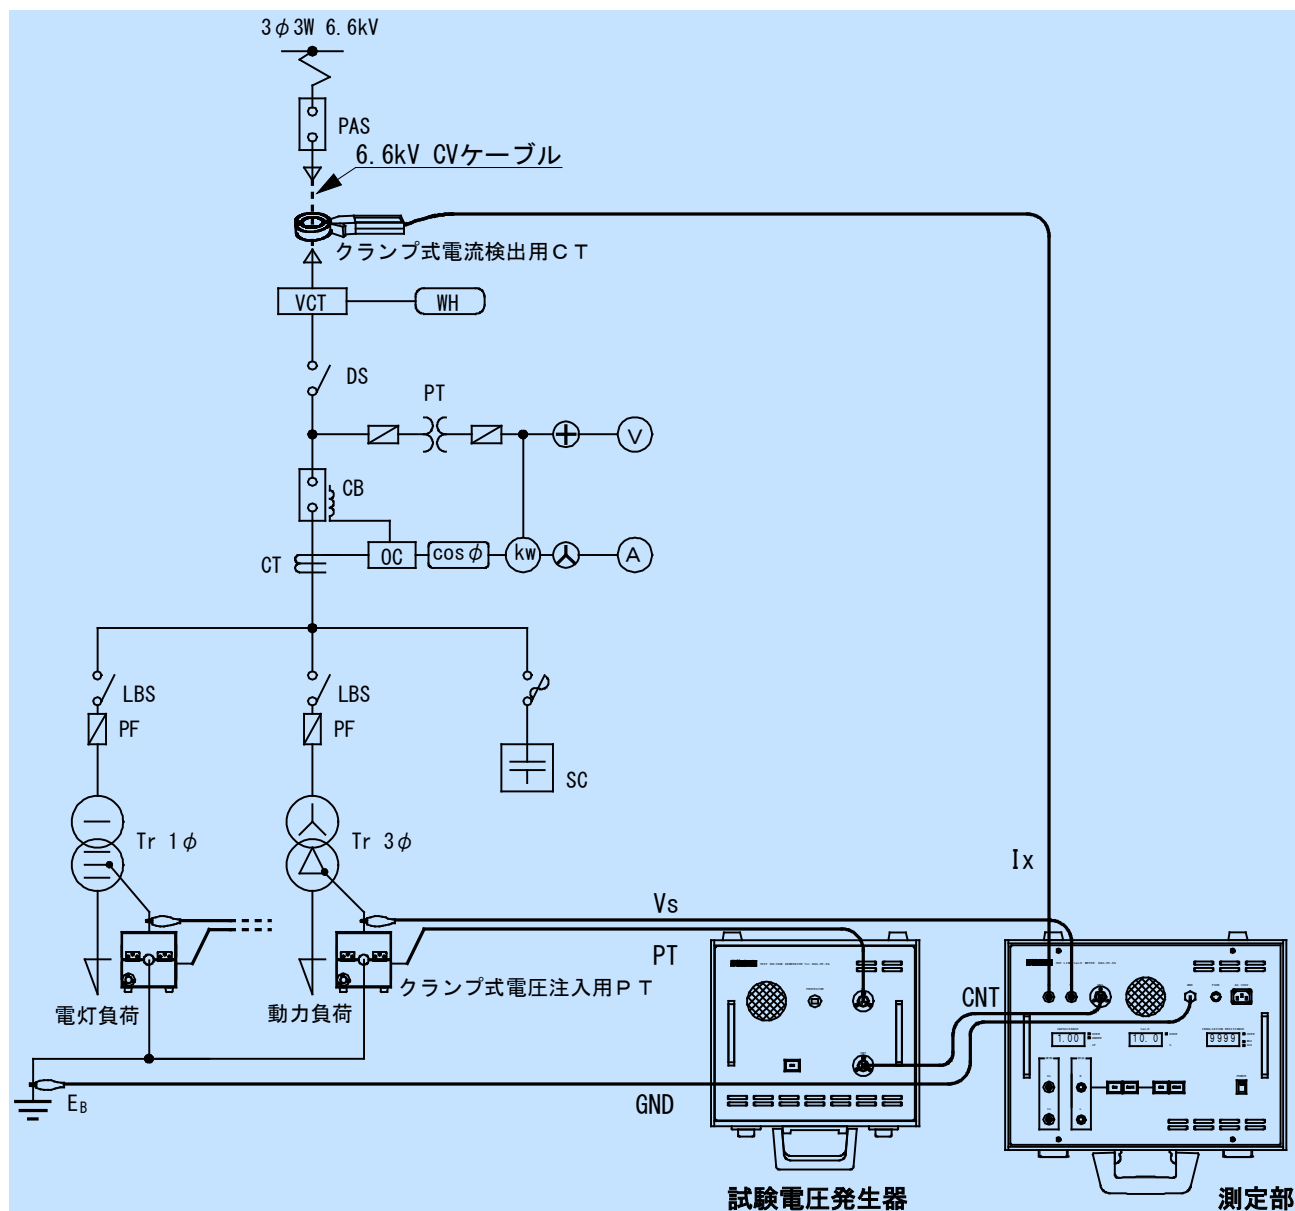 3φ3W 6.6kV
PAS
6.6kV CVケーブル
クランプ式電流検出用CT
VCT
WH
DS
PT
V
CB
CT
OC
cosφ
kw
A
LBS
LBS
PF
PF
SC
Tr 1φ
Tr 3φ
Ix
Vs
PT
クランプ式電圧注入用PT
CNT
電灯負荷
動力負荷
1.00
10.0
9999
EB
GND
試験電圧発生器
測定部